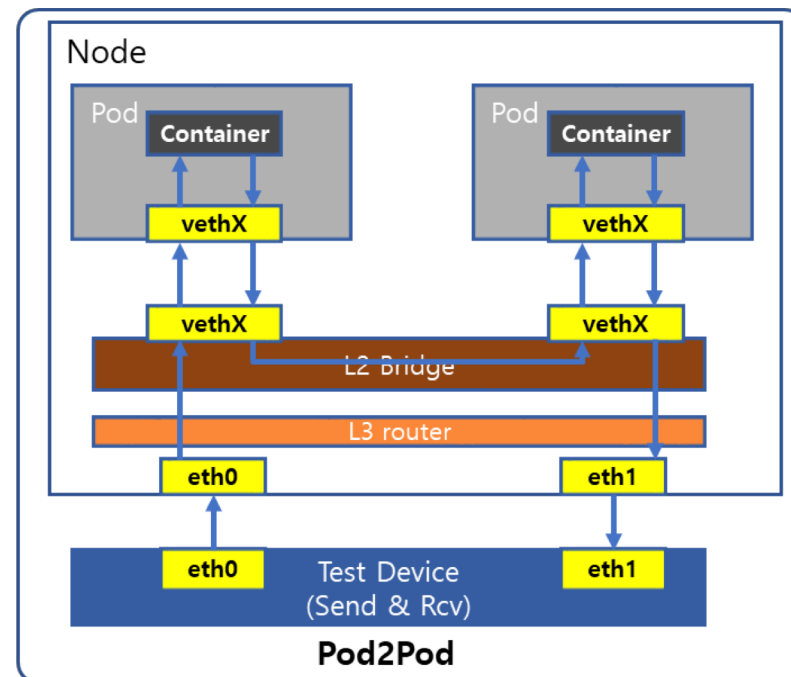 Node
Pod
Container
Pod
Container
vethX
vethX
vethX
vethX
L2 Bridge
L3 router
eth0
eth1
eth0
eth1
Test Device
(Send & Rcv)
Pod2Pod